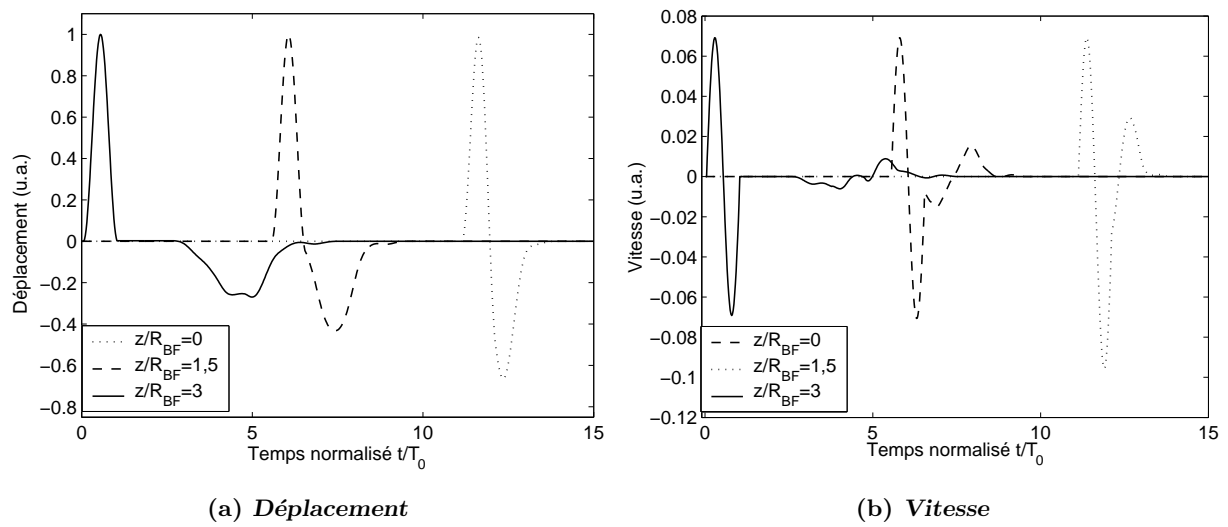 1
0.8
0.6
0.4
0.2
0
−0.2
−0.4
−0.6
−0.8
Déplacement (u.a.)
z/R_BF=0
z/R_BF=1,5
z/R_BF=3
0
5
10
15
Temps normalisé t/T_0
(a) Déplacement
0.08
0.06
0.04
0.02
0
−0.02
−0.04
−0.06
−0.08
−0.1
−0.12
Vitesse (u.a.)
z/R_BF=0
z/R_BF=1,5
z/R_BF=3
0
5
10
15
Temps normalisé t/T_0
(b) Vitesse